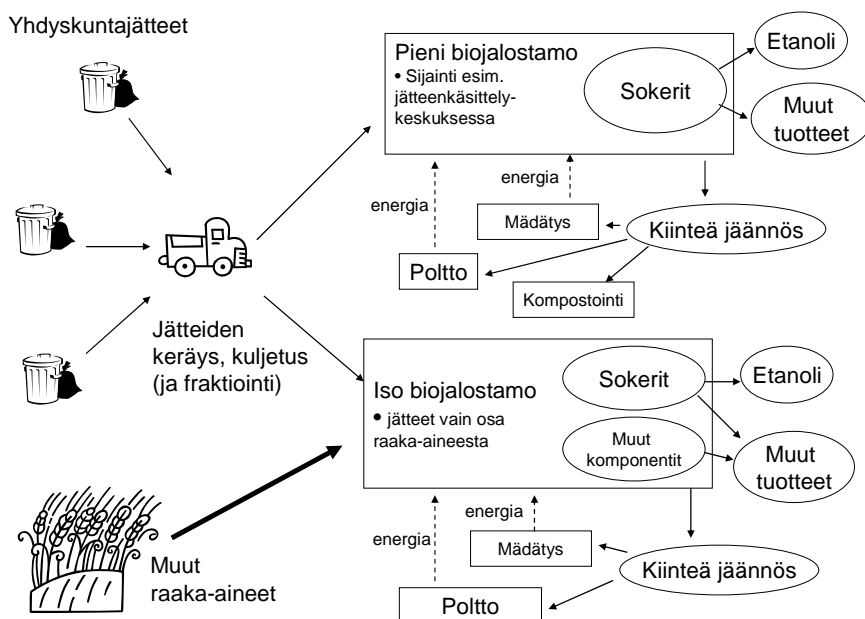 Yhdyskuntajätteet
Jätteiden
keräys, kuljetus
(ja fraktiointi)
Muut
raaka-aineet
Pieni biojalostamo
• Sijainti esim.
jätteenkäsittely-
keskuksessa
Sokerit
Etanoli
Muut
tuotteet
energia
energia
Mädätys
Kiinteä jäännös
Poltto
Kompostointi
Iso biojalostamo
• jätteet vain osa
raaka-aineesta
Sokerit
Etanoli
Muut
komponentit
Muut
tuotteet
energia
energia
Mädätys
Kiinteä jäännös
Poltto